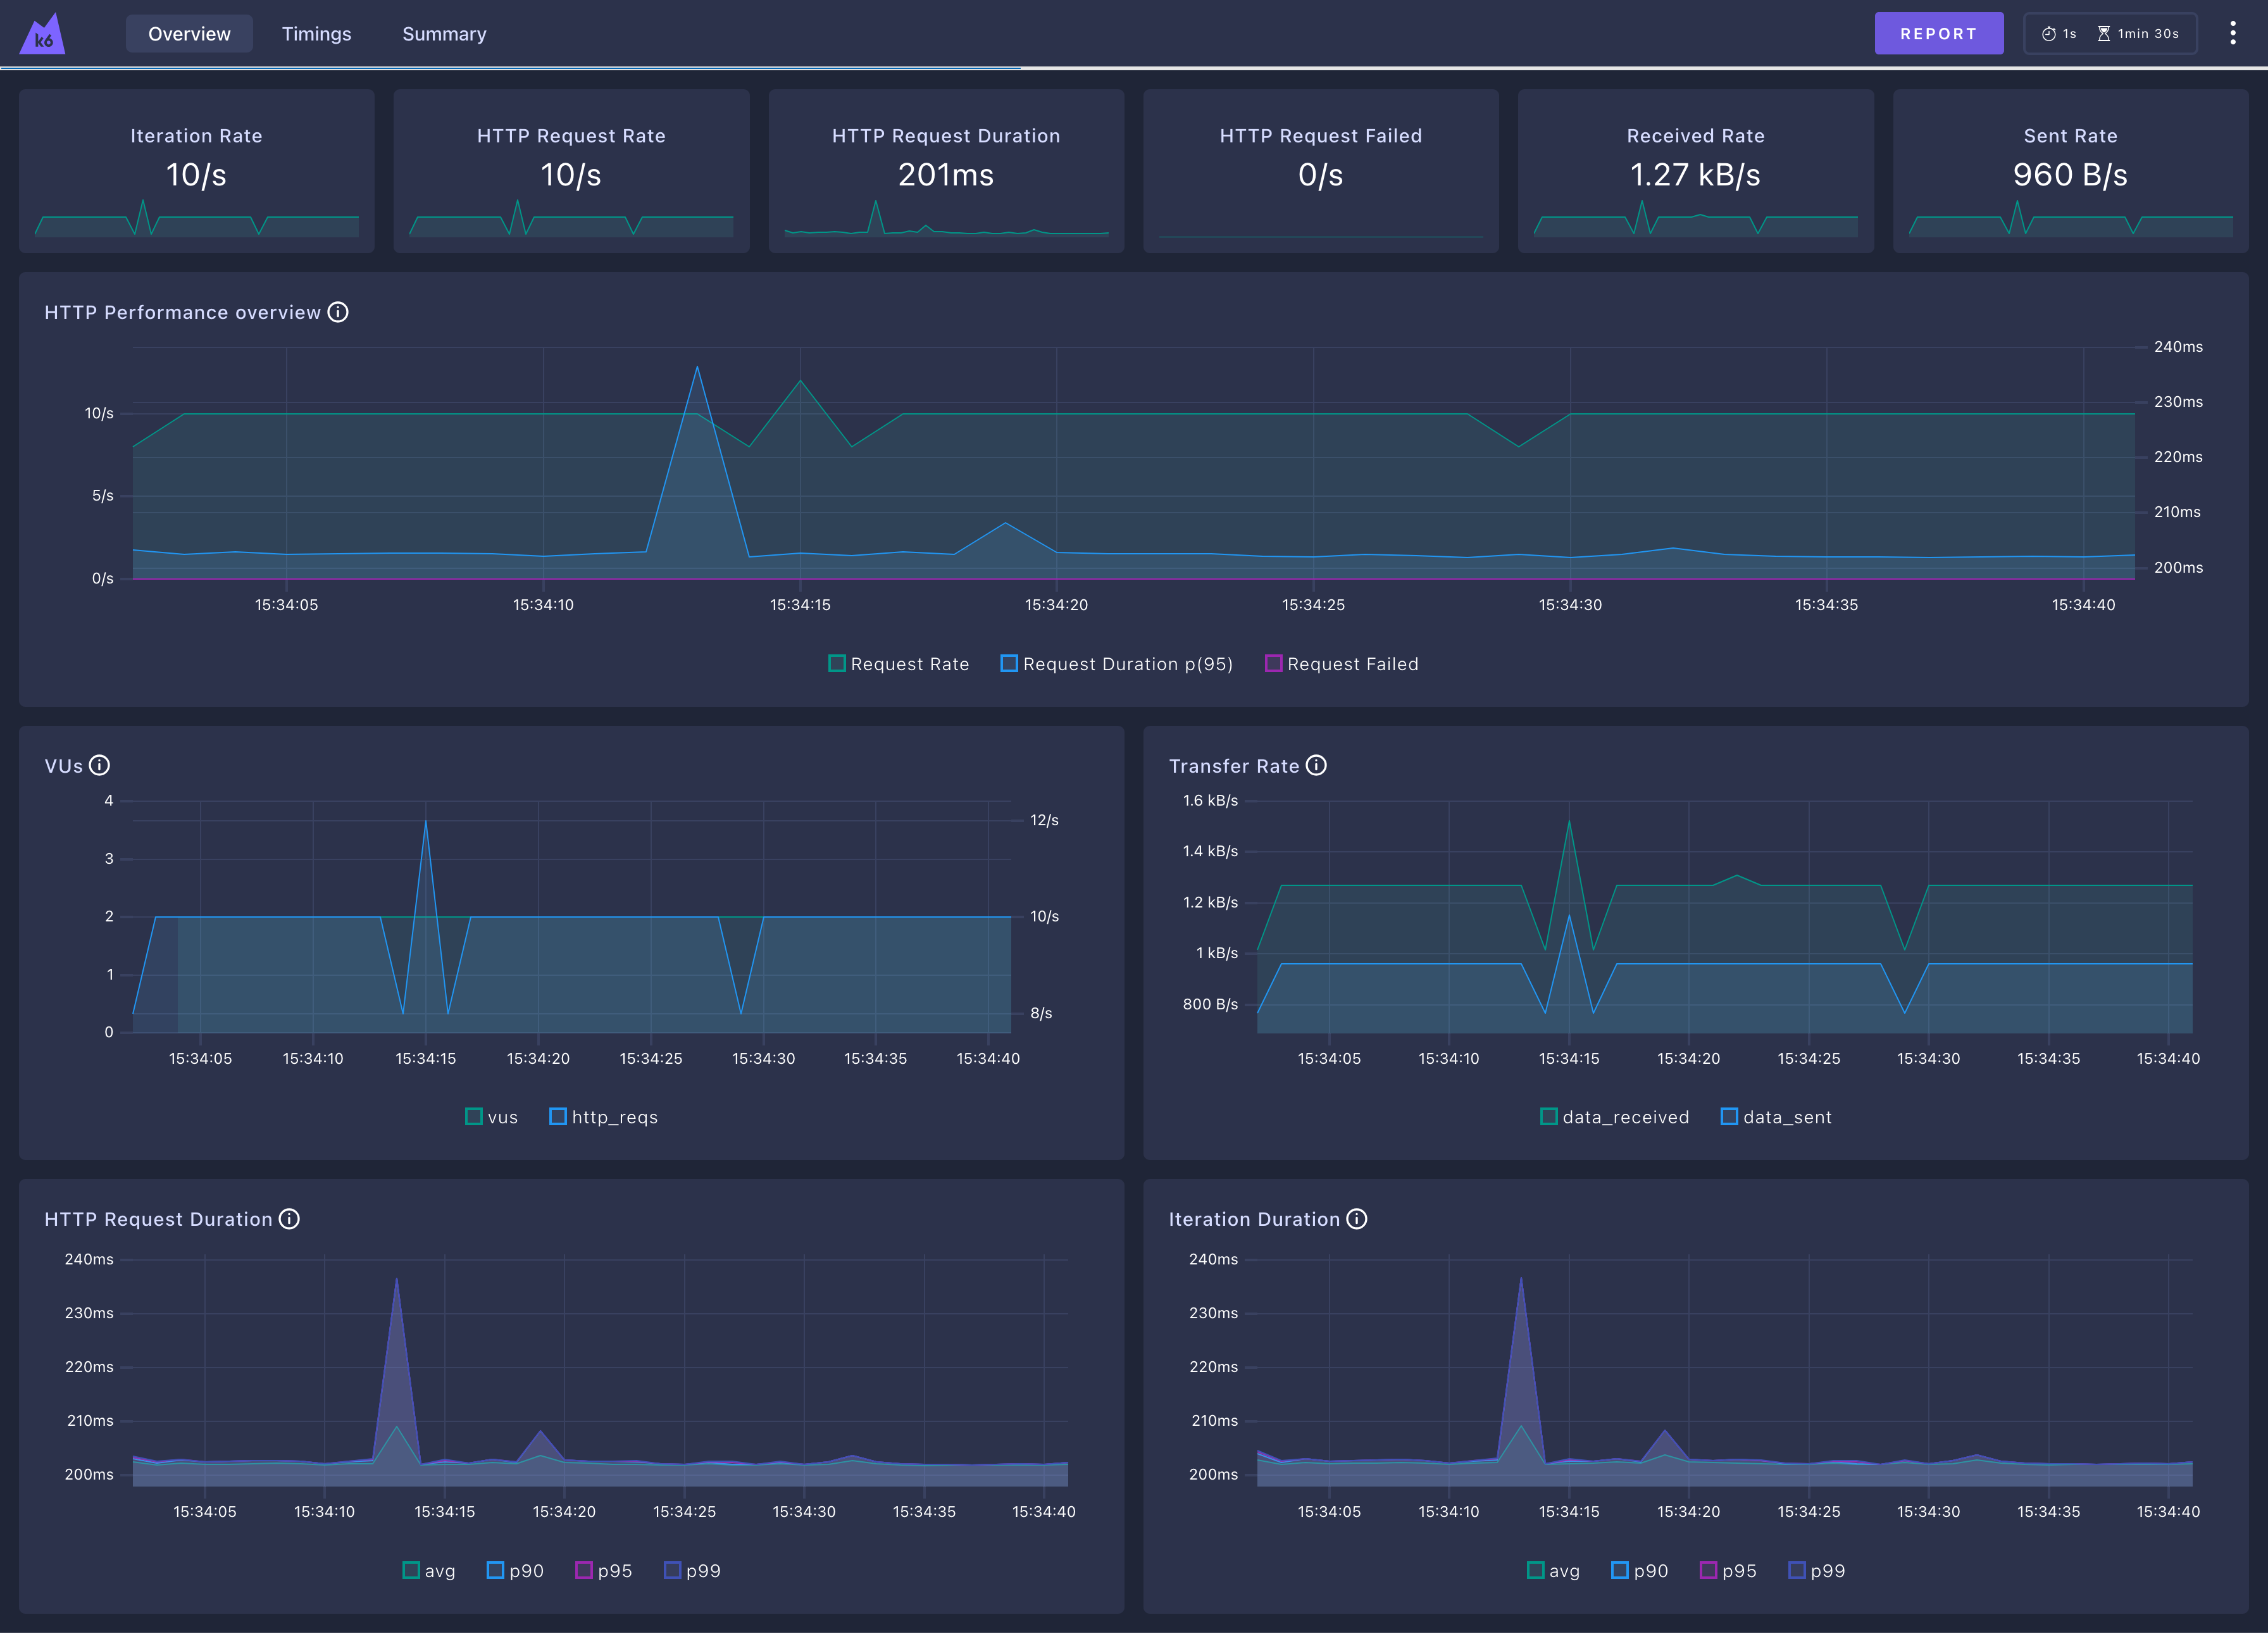 k6 Overview Timings Summary REPORT 1s 1min 30s
Iteration Rate
10/s
HTTP Request Rate
10/s
HTTP Request Duration
201ms
HTTP Request Failed
0/s
Received Rate
1.27 kB/s
Sent Rate
960 B/s
HTTP Performance overview
240ms
230ms
220ms
210ms
200ms
10/s
5/s
0/s
15:34:05 15:34:10 15:34:15 15:34:20 15:34:25 15:34:30 15:34:35 15:34:40
Request Rate Request Duration p(95) Request Failed
VUs
4
3
2
1
0
12/s
10/s
8/s
15:34:05 15:34:10 15:34:15 15:34:20 15:34:25 15:34:30 15:34:35 15:34:40
vus http_reqs
Transfer Rate
1.6 kB/s
1.4 kB/s
1.2 kB/s
1 kB/s
800 B/s
15:34:05 15:34:10 15:34:15 15:34:20 15:34:25 15:34:30 15:34:35 15:34:40
data_received data_sent
HTTP Request Duration
240ms
230ms
220ms
210ms
200ms
15:34:05 15:34:10 15:34:15 15:34:20 15:34:25 15:34:30 15:34:35 15:34:40
avg p90 p95 p99
Iteration Duration
240ms
230ms
220ms
210ms
200ms
15:34:05 15:34:10 15:34:15 15:34:20 15:34:25 15:34:30 15:34:35 15:34:40
avg p90 p95 p99